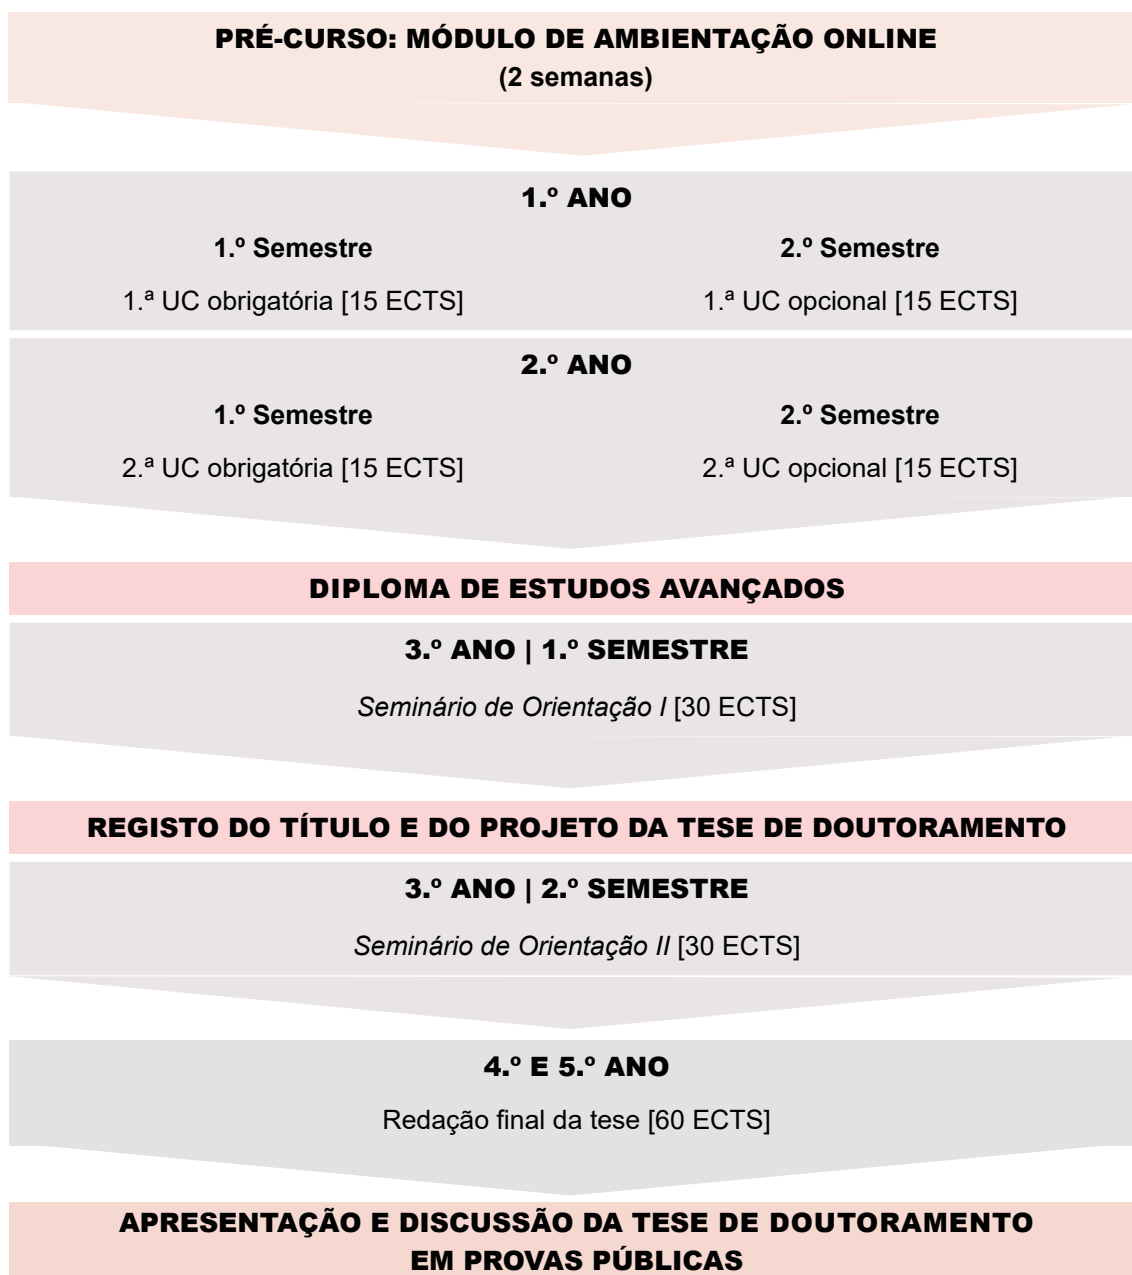 PRÉ-CURSO: MÓDULO DE AMBIENTAÇÃO ONLINE
(2 semanas)
1.º ANO
1.º Semestre
2.º Semestre
1.ª UC obrigatória [15 ECTS]
1.ª UC opcional [15 ECTS]
2.º ANO
1.º Semestre
2.º Semestre
2.ª UC obrigatória [15 ECTS]
2.ª UC opcional [15 ECTS]
DIPLOMA DE ESTUDOS AVANÇADOS
3.º ANO | 1.º SEMESTRE
Seminário de Orientação I [30 ECTS]
REGISTO DO TÍTULO E DO PROJETO DA TESE DE DOUTORAMENTO
3.º ANO | 2.º SEMESTRE
Seminário de Orientação II [30 ECTS]
4.º E 5.º ANO
Redação final da tese [60 ECTS]
APRESENTAÇÃO E DISCUSSÃO DA TESE DE DOUTORAMENTO
EM PROVAS PÚBLICAS